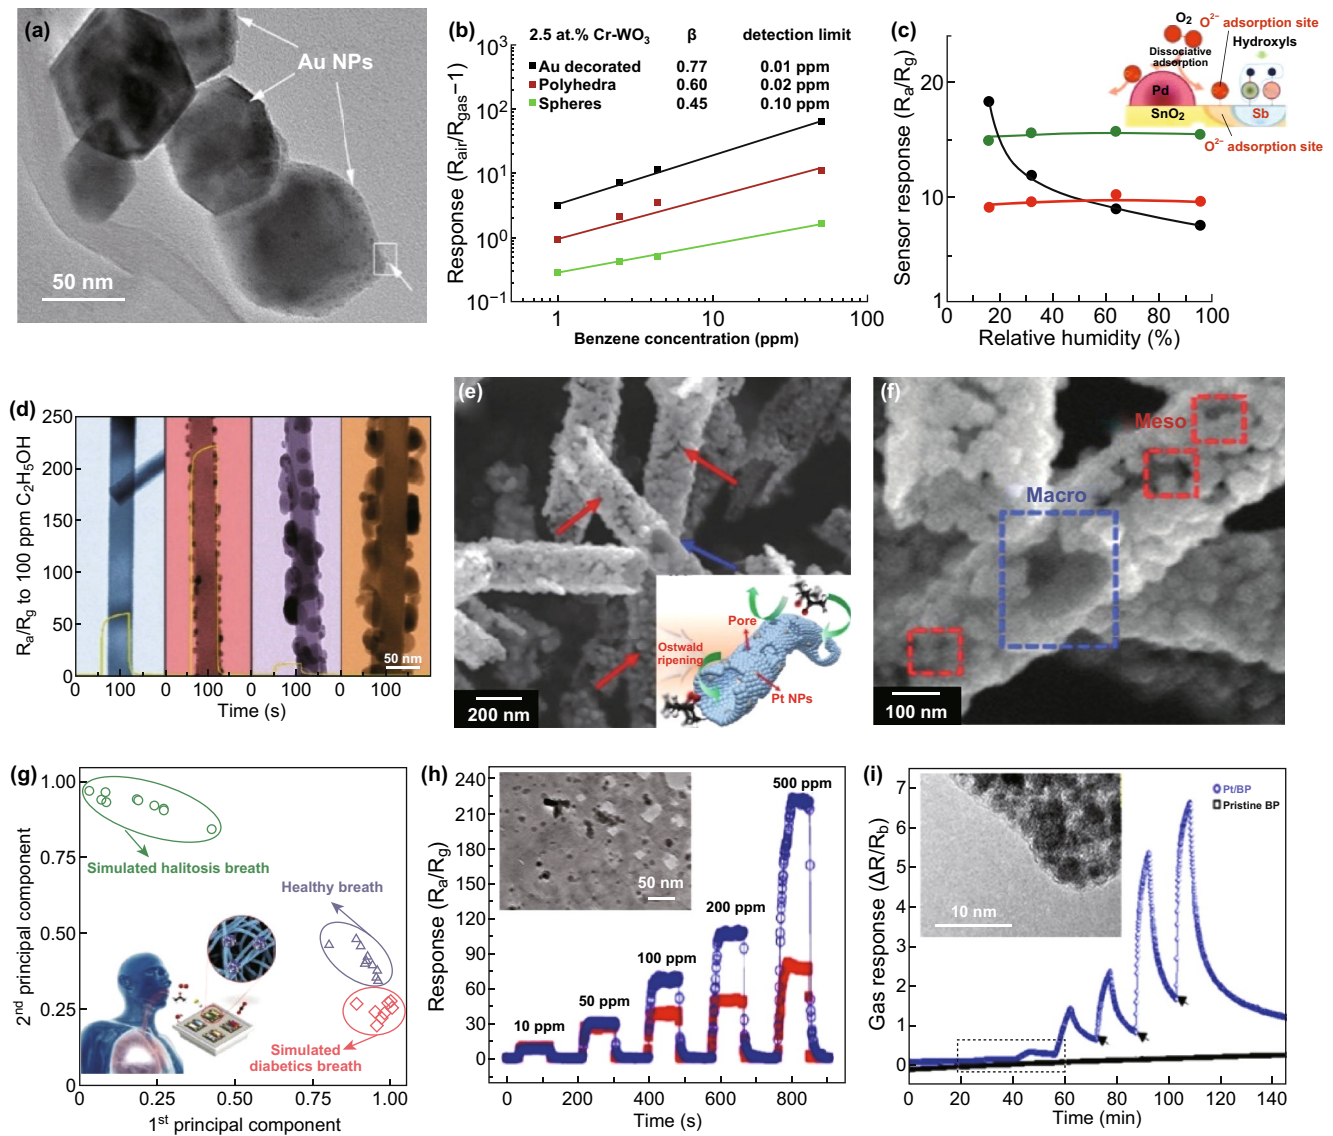 (a)
Au NPs
50 nm
(b)
2.5 at.% Cr-WO₃ β detection limit
Au decorated 0.77 0.01 ppm
Polyhedra 0.60 0.02 ppm
Spheres 0.45 0.10 ppm
10³
10²
10¹
10⁰
10⁻¹
Response (Rair/Rgas−1)
1 10 100
Benzene concentration (ppm)
(c)
O₂
O²⁻ adsorption site
Dissociative
adsorption
Hydroxyls
Pd
SnO₂
Sb
O²⁻ adsorption site
20
10
1
Sensor response (Ra/Rg)
0 20 40 60 80 100
Relative humidity (%)
(d)
250
200
150
100
50
0
Ra/Rg to 100 ppm C₂H₅OH
50 nm
0 100 0 100 0 100 0 100
Time (s)
(e)
Pore
Ostwald
ripening
Pt NPs
200 nm
(f)
Meso
Macro
100 nm
(g)
1.00
0.75
0.50
0.25
0
2nd principal component
Simulated halitosis breath
Healthy breath
Simulated
diabetics breath
0 0.25 0.50 0.75 1.00
1st principal component
(h)
240
210
180
150
120
90
60
30
0
Response (Ra/Rg)
50 nm
10 ppm
50 ppm
100 ppm
200 ppm
500 ppm
0 200 400 600 800
Time (s)
(i)
7
6
5
4
3
2
1
0
Gas response (ΔR/Rb)
10 nm
Pt/BP
Pristine BP
0 20 40 60 80 100 120 140
Time (min)